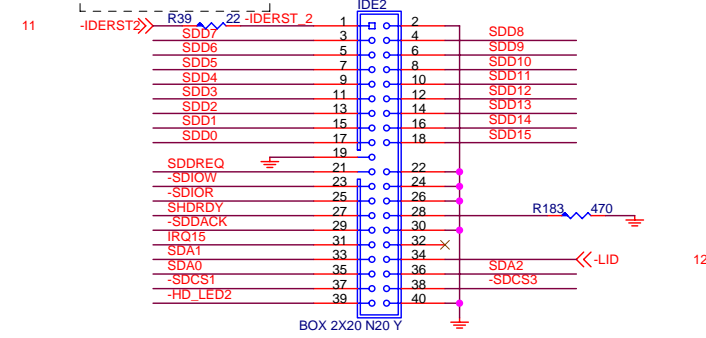 IDE2
11 -IDERST2 R39 22 -IDERST_2 1 2
SDD7 3 4 SDD8
SDD6 5 6 SDD9
SDD5 7 8 SDD10
SDD4 9 10 SDD11
SDD3 11 12 SDD12
SDD2 13 14 SDD13
SDD1 15 16 SDD14
SDD0 17 18 SDD15
19
SDDREQ 21 22
-SDIOW 23 24
-SDIOR 25 26
SHDRDY 27 28 R183 470
-SDDACK 29 30
IRQ15 31 32
SDA1 33 34 -LID 12
SDA0 35 36 SDA2
-SDCS1 37 38 -SDCS3
-HD_LED2 39 40
BOX 2X20 N20 Y